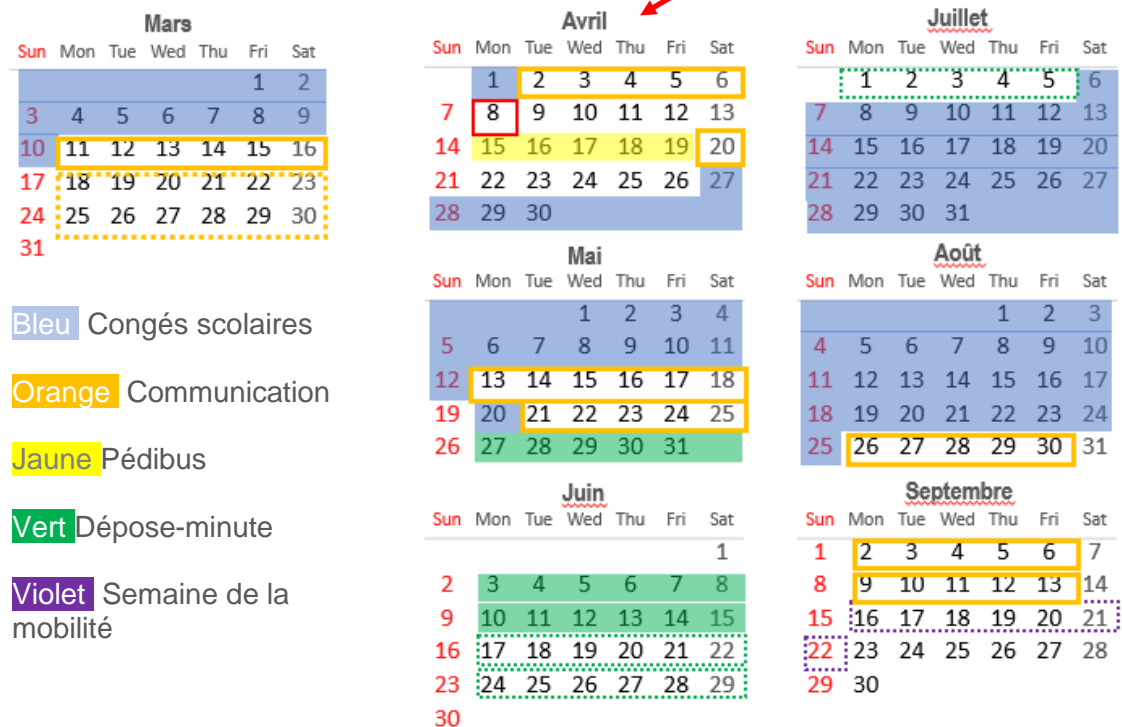 Mars
Sun Mon Tue Wed Thu Fri Sat
1 2
3 4 5 6 7 8 9
10 11 12 13 14 15 16
17 18 19 20 21 22 23
24 25 26 27 28 29 30
31
Bleu Congés scolaires
Orange Communication
Jaune Pédibus
Vert Dépose-minute
Violet Semaine de la
mobilité
Avril
Sun Mon Tue Wed Thu Fri Sat
1 2 3 4 5 6
7 8 9 10 11 12 13
14 15 16 17 18 19 20
21 22 23 24 25 26 27
28 29 30
Mai
Sun Mon Tue Wed Thu Fri Sat
1 2 3 4
5 6 7 8 9 10 11
12 13 14 15 16 17 18
19 20 21 22 23 24 25
26 27 28 29 30 31
Juin
Sun Mon Tue Wed Thu Fri Sat
1
2 3 4 5 6 7 8
9 10 11 12 13 14 15
16 17 18 19 20 21 22
23 24 25 26 27 28 29
30
Juillet
Sun Mon Tue Wed Thu Fri Sat
1 2 3 4 5 6
7 8 9 10 11 12 13
14 15 16 17 18 19 20
21 22 23 24 25 26 27
28 29 30 31
Août
Sun Mon Tue Wed Thu Fri Sat
1 2 3
4 5 6 7 8 9 10
11 12 13 14 15 16 17
18 19 20 21 22 23 24
25 26 27 28 29 30 31
Septembre
Sun Mon Tue Wed Thu Fri Sat
1 2 3 4 5 6 7
8 9 10 11 12 13 14
15 16 17 18 19 20 21
22 23 24 25 26 27 28
29 30